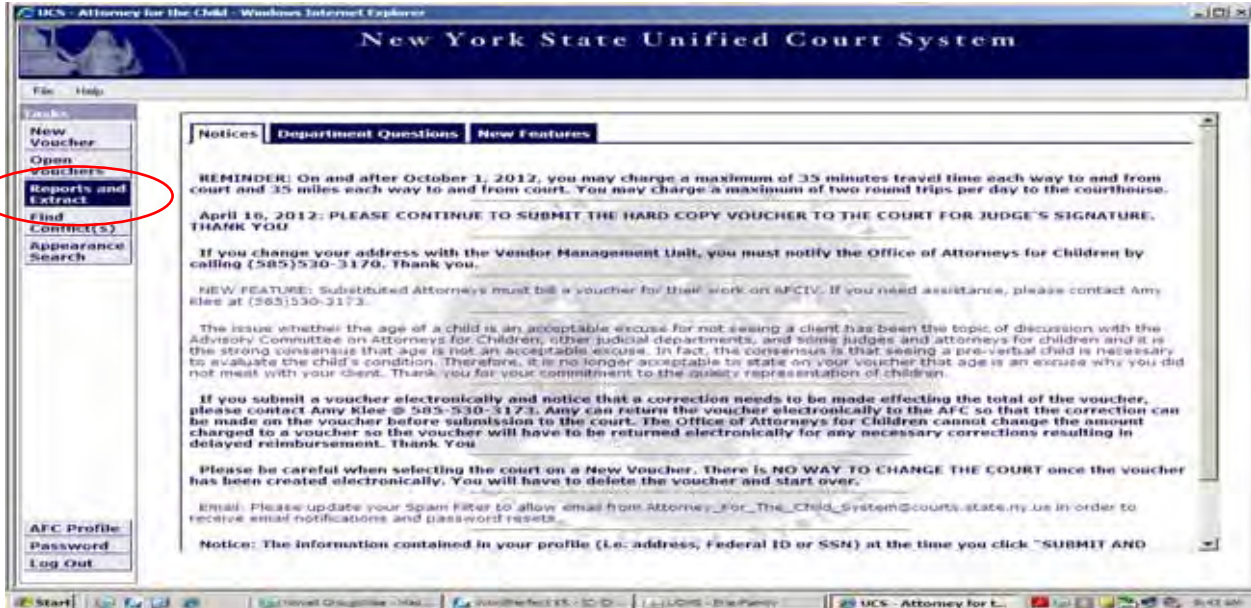 UCS - Attorney for the Child - Windows Internet Explorer
New York State Unified Court System
File Help
Tasks
New
Voucher
Open
Vouchers
Reports and
Extract
Find
Conflict(s)
Appearance
Search
Notices Department Questions New Features
REMINDER: On and after October 1, 2012, you may charge a maximum of 35 minutes travel time each way to and from
court and 35 miles each way to and from court. You may charge a maximum of two round trips per day to the courthouse.
April 16, 2012: PLEASE CONTINUE TO SUBMIT THE HARD COPY VOUCHER TO THE COURT FOR JUDGE'S SIGNATURE.
THANK YOU
If you change your address with the Vendor Management Unit, you must notify the Office of Attorneys for Children by
calling (585)530-3170. Thank you.
NEW FEATURE: Substituted Attorneys must bill a voucher for their work on AFCIV. If you need assistance, please contact Amy
Klee at (585)530-3173.
The issue whether the age of a child is an acceptable excuse for not seeing a client has been the topic of discussion with the
Advisory Committee on Attorneys for Children, other judicial departments, and some judges and attorneys for children and it is
the strong consensus that age is not an acceptable excuse. In fact, the consensus is that seeing a pre-verbal child is necessary
to evaluate the child's condition. Therefore, it is no longer acceptable to state on your voucher that age is an excuse why you did
not meet with your client. Thank you for your commitment to the quality representation of children.
If you submit a voucher electronically and notice that a correction needs to be made effecting the total of the voucher,
please contact Amy Klee @ 585-530-3173. Amy can return the voucher electronically to the AFC so that the correction can
be made on the voucher before submission to the court. The Office of Attorneys for Children cannot change the amount
charged to a voucher so the voucher will have to be returned electronically for any necessary corrections resulting in
delayed reimbursement. Thank You
Please be careful when selecting the court on a New Voucher. There is NO WAY TO CHANGE THE COURT once the voucher
has been created electronically. You will have to delete the voucher and start over.
Email: Please update your Spam Filter to allow email from Attorney_For_The_Child_System@courts.state.ny.us in order to
receive email notifications and password resets.
Notice: The information contained in your profile (i.e. address, Federal ID or SSN) at the time you click "SUBMIT AND
AFC Profile
Password
Log Out
Start
UCS - Attorney for t...